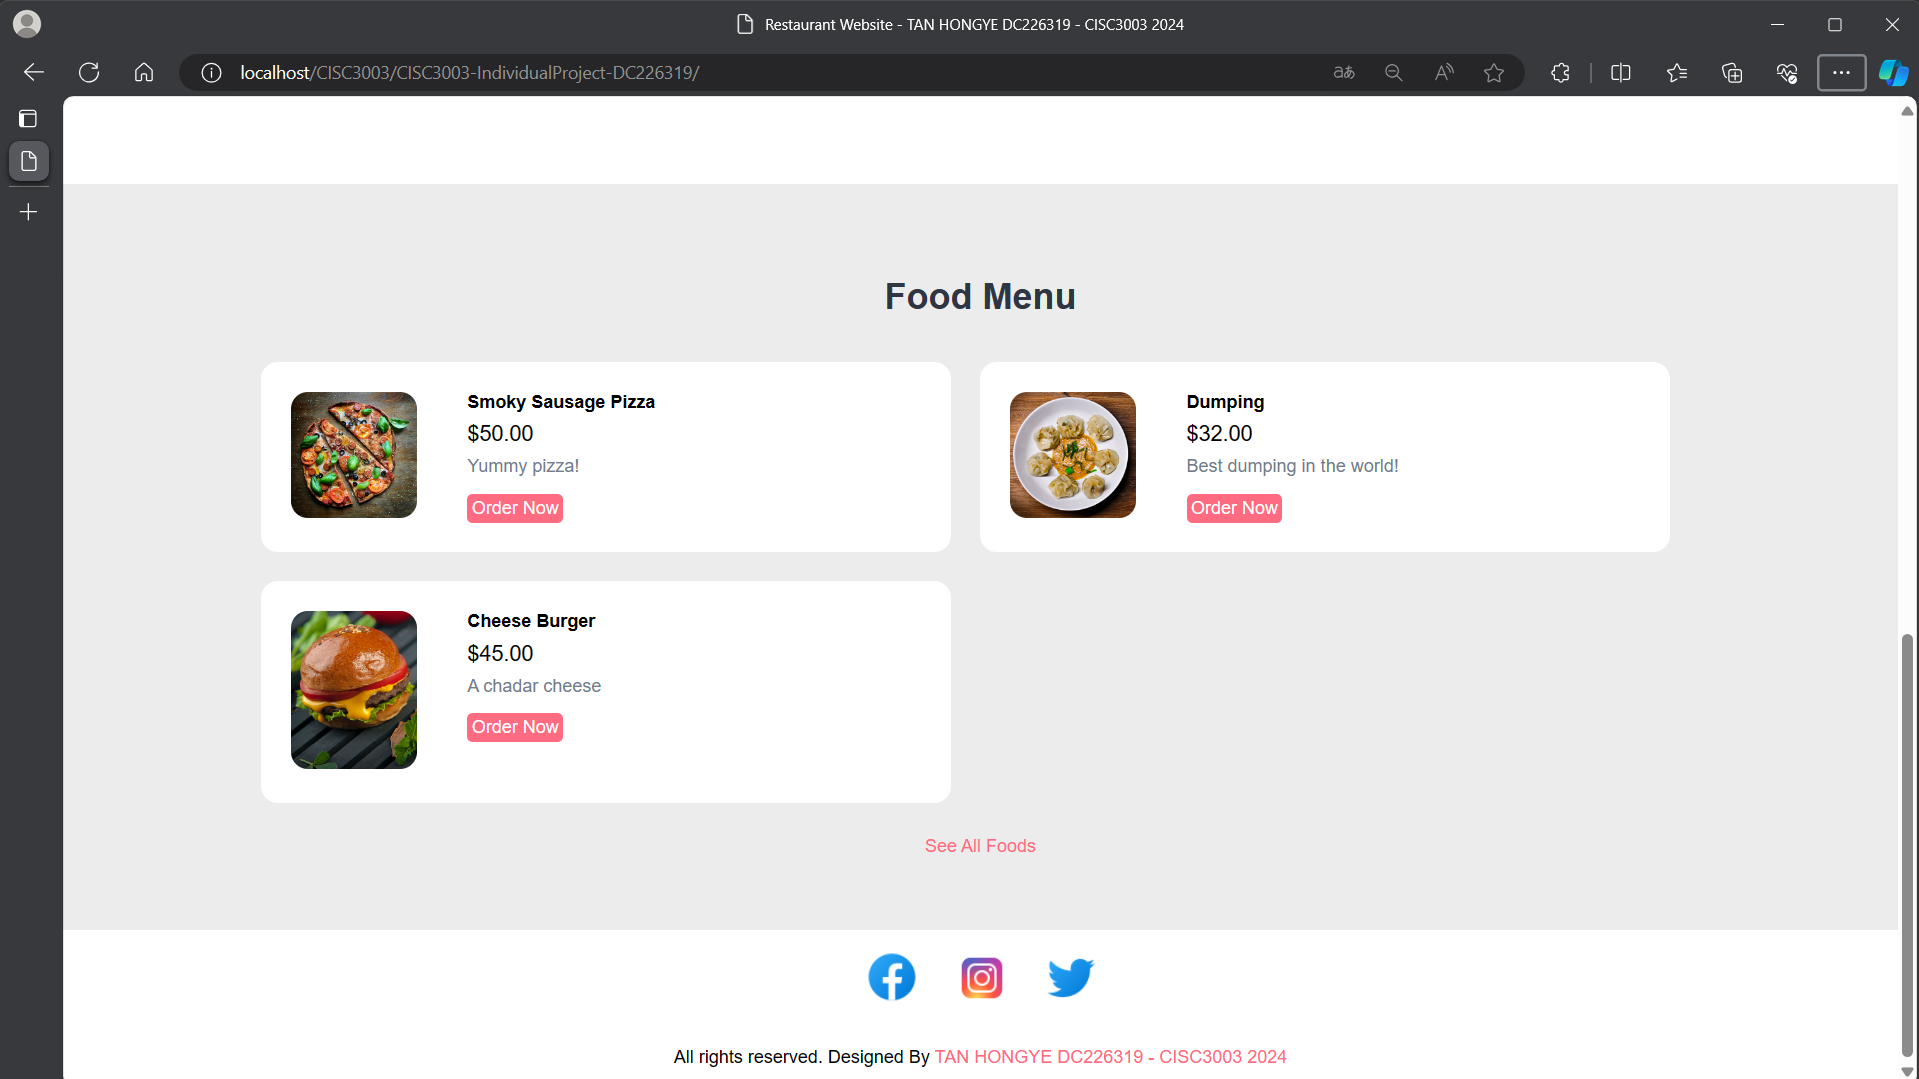 Restaurant Website - TAN HONGYE DC226319 - CISC3003 2024
localhost/CISC3003/CISC3003-IndividualProject-DC226319/
Food Menu
Smoky Sausage Pizza
$50.00
Yummy pizza!
Order Now
Dumping
$32.00
Best dumping in the world!
Order Now
Cheese Burger
$45.00
A chadar cheese
Order Now
See All Foods
All rights reserved. Designed By TAN HONGYE DC226319 - CISC3003 2024